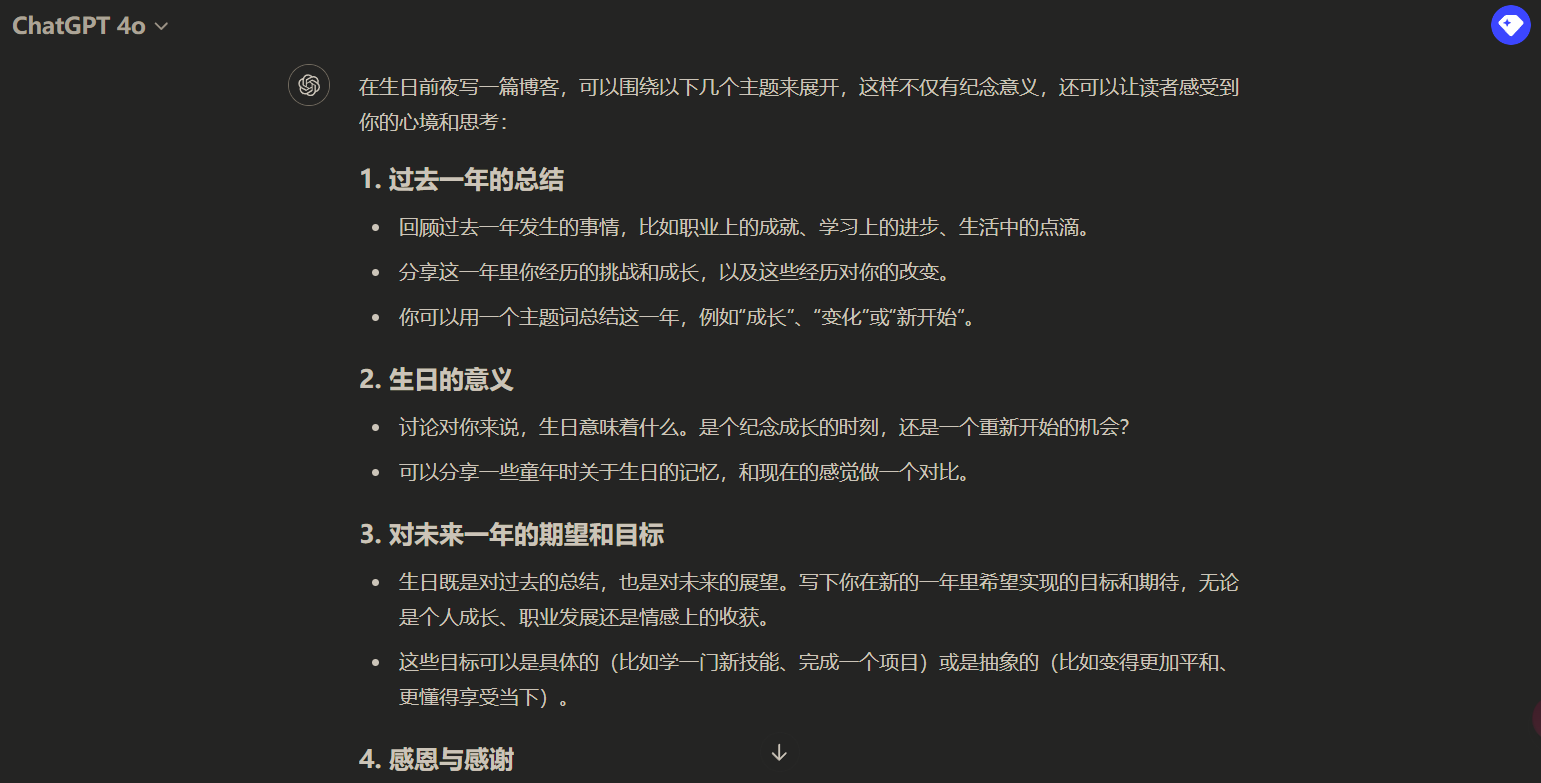 ChatGPT 4o
在生日前夜写一篇博客，可以围绕以下几个主题来展开，这样不仅有纪念意义，还可以让读者感受到
你的心境和思考：
1. 过去一年的总结
• 回顾过去一年发生的事情，比如职业上的成就、学习上的进步、生活中的点滴。
• 分享这一年里你经历的挑战和成长，以及这些经历对你的改变。
• 你可以用一个主题词总结这一年，例如“成长”、“变化”或“新开始”。
2. 生日的意义
• 讨论对你来说，生日意味着什么。是个纪念成长的时刻，还是一个重新开始的机会？
• 可以分享一些童年时关于生日的记忆，和现在的感觉做一个对比。
3. 对未来一年的期望和目标
• 生日既是对过去的总结，也是对未来的展望。写下你在新的一年里希望实现的目标和期待，无论
是个人成长、职业发展还是情感上的收获。
• 这些目标可以是具体的（比如学一门新技能、完成一个项目）或是抽象的（比如变得更加平和、
更懂得享受当下）。
4. 感恩与感谢